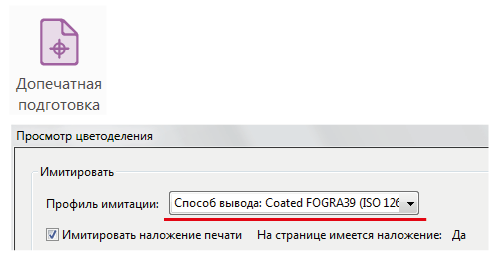 Допечатная
подготовка
Просмотр цветоделения
Имитировать
Профиль имитации: Способ вывода: Coated FOGRA39 (ISO 126
Имитировать наложение печати На странице имеется наложение: Да